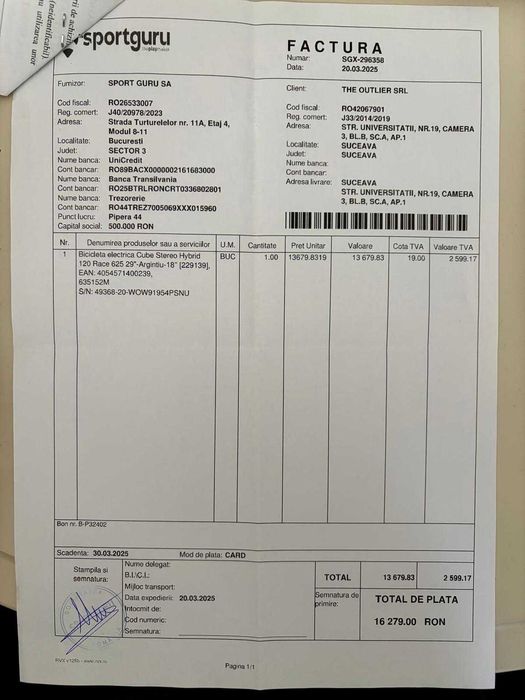 sportguru
FACTURA
Numar: SGX-296358
Data: 20.03.2025
Furnizor: SPORT GURU SA
Cod fiscal: RO26533007
Reg. comert: J40/20978/2023
Adresa: Strada Turturelelor nr. 11A, Etaj 4,
Modul 8-11
Localitate: Bucuresti
Judet: SECTOR 3
Nume banca: UniCredit
Cont bancar: RO89BACX0000002161683000
Nume banca: Banca Transilvania
Cont bancar: RO25BTRLRONCRT0336802801
Nume banca: Trezorerie
Cont bancar: RO44TREZ7005069XXX015960
Punct lucru: Pipera 44
Capital social: 500.000 RON
Client: THE OUTLIER SRL
Cod fiscal: RO42067901
Reg. comert: J33/2014/2019
Adresa: STR. UNIVERSITATII, NR.19, CAMERA
3, BL.B, SC.A, AP.1
Localitate: SUCEAVA
Judet: SUCEAVA
Nume banca:
Cont bancar:
Adresa livrare: SUCEAVA
STR. UNIVERSITATII, NR.19, CAMERA
3, BL.B, SC.A, AP.1
Nr. Denumirea produselor sau a serviciilor U.M. Cantitate Pret Unitar Valoare Cota TVA Valoare TVA
1 Bicicleta electrica Cube Stereo Hybrid BUC 1.00 13679.8319 13 679.83 19.00 2 599.17
120 Race 625 29"-Argintiu-18" [229139],
EAN: 4054571400239,
635152M
S/N: 49368-20-WOW91954PSNU
Bon nr. B-P32402
Scadenta: 30.03.2025 Mod de plata: CARD
Stampila si
semnatura:
Nume delegat:
B.I.\C.I.:
Mijloc transport:
Data expedierii: 20.03.2025
Intocmit de:
Cod numeric:
Semnatura:
TOTAL 13 679.83 2 599.17
Semnatura de
primire:
TOTAL DE PLATA
16 279.00 RON
Pagina 1/1